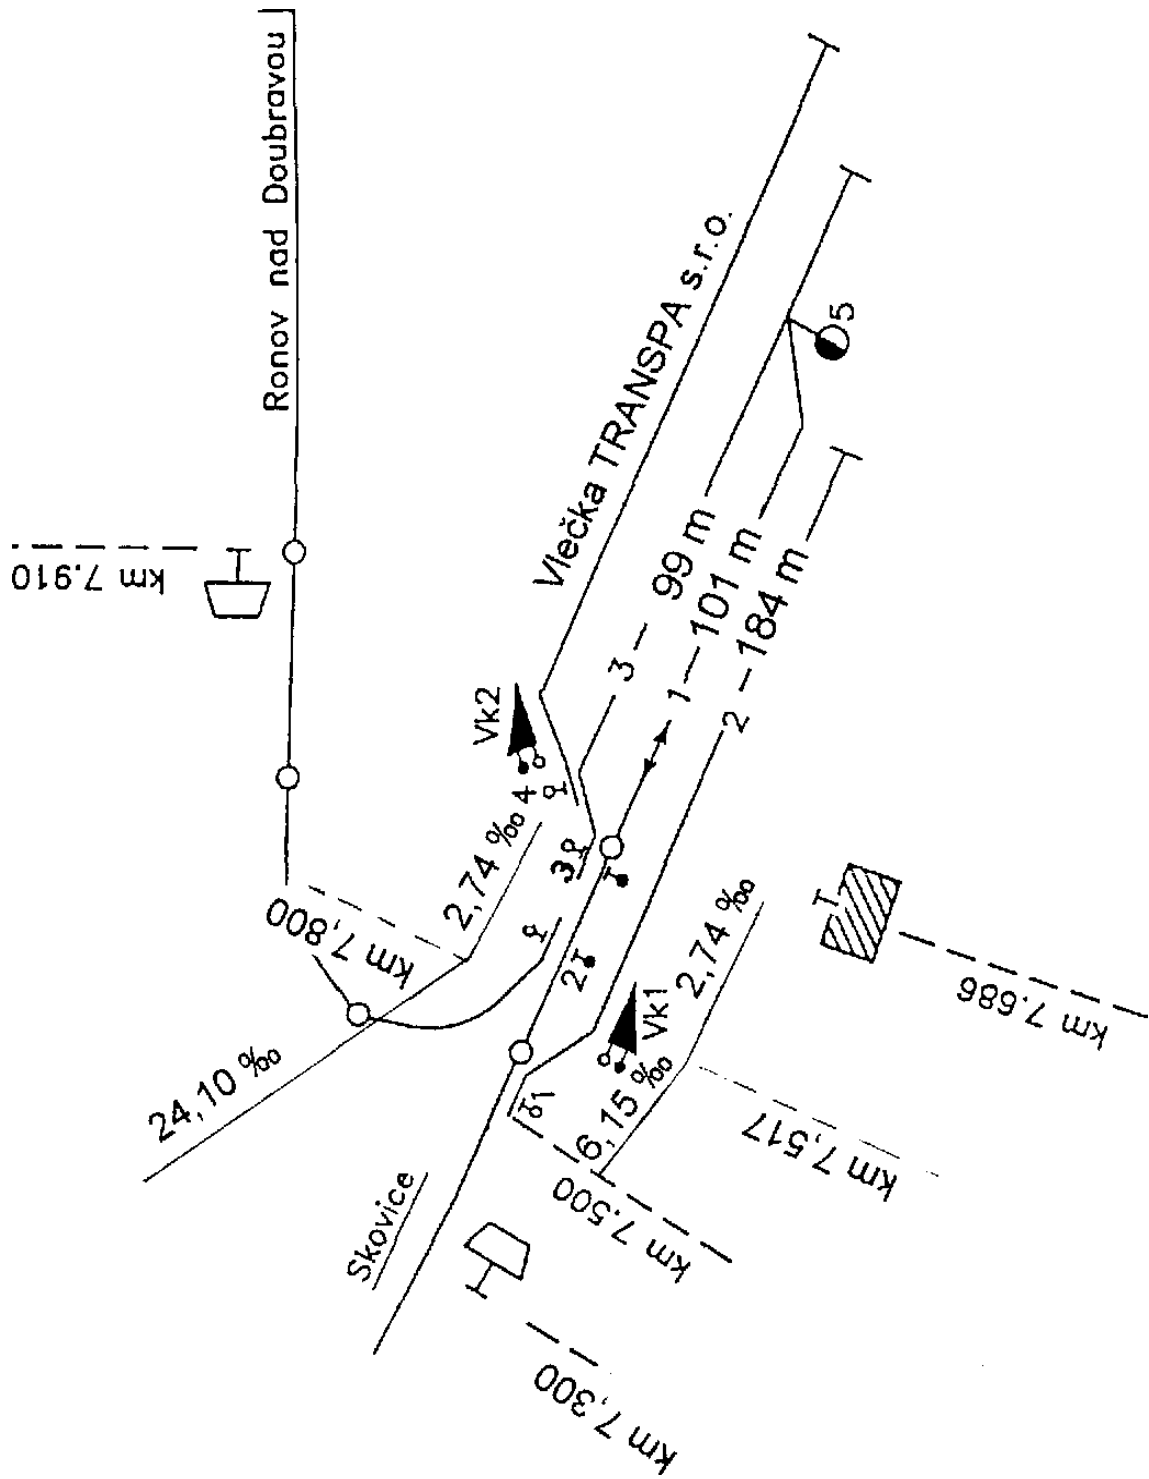 Ronov nad Doubravou
km 7.910
Vlečka TRANSPA s.r.o.
5
99 m
101 m
184 m
3
1
2
Vk2
4
2,74 ‰
3
km 7,800
2
24,10 ‰
Vk1
2,74 ‰
6,15 ‰
1
km 7.686
km 7,517
km 7.500
Skovice
km 7,300